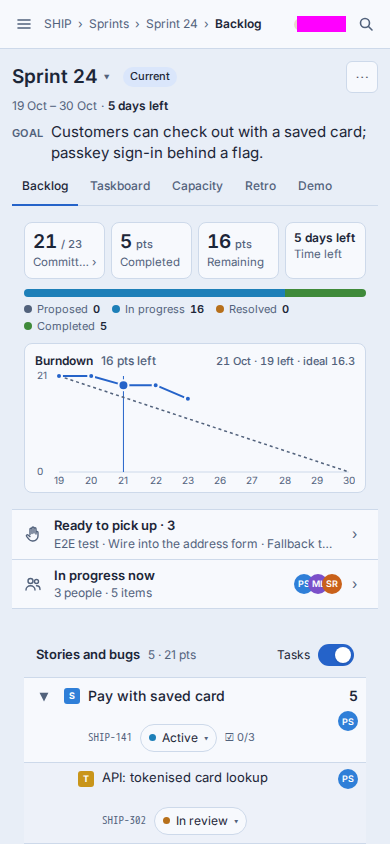 SHIP › Sprints › Sprint 24 › Backlog
Sprint 24 ▾ Current ...
19 Oct – 30 Oct · 5 days left
GOAL Customers can check out with a saved card;
passkey sign-in behind a flag.
Backlog Taskboard Capacity Retro Demo
21 / 23 5 pts 16 pts 5 days left
Committ... › Completed Remaining Time left
Proposed 0 In progress 16 Resolved 0
Completed 5
Burndown 16 pts left 21 Oct · 19 left · ideal 16.3
21
0
19 20 21 22 23 26 27 28 29 30
Ready to pick up · 3
E2E test · Wire into the address form · Fallback t... ›
In progress now
3 people · 5 items PS SR ›
Stories and bugs 5 · 21 pts Tasks
▼ S Pay with saved card 5
PS
SHIP-141 Active ▾ ☑ 0/3
T API: tokenised card lookup PS
SHIP-302 In review ▾